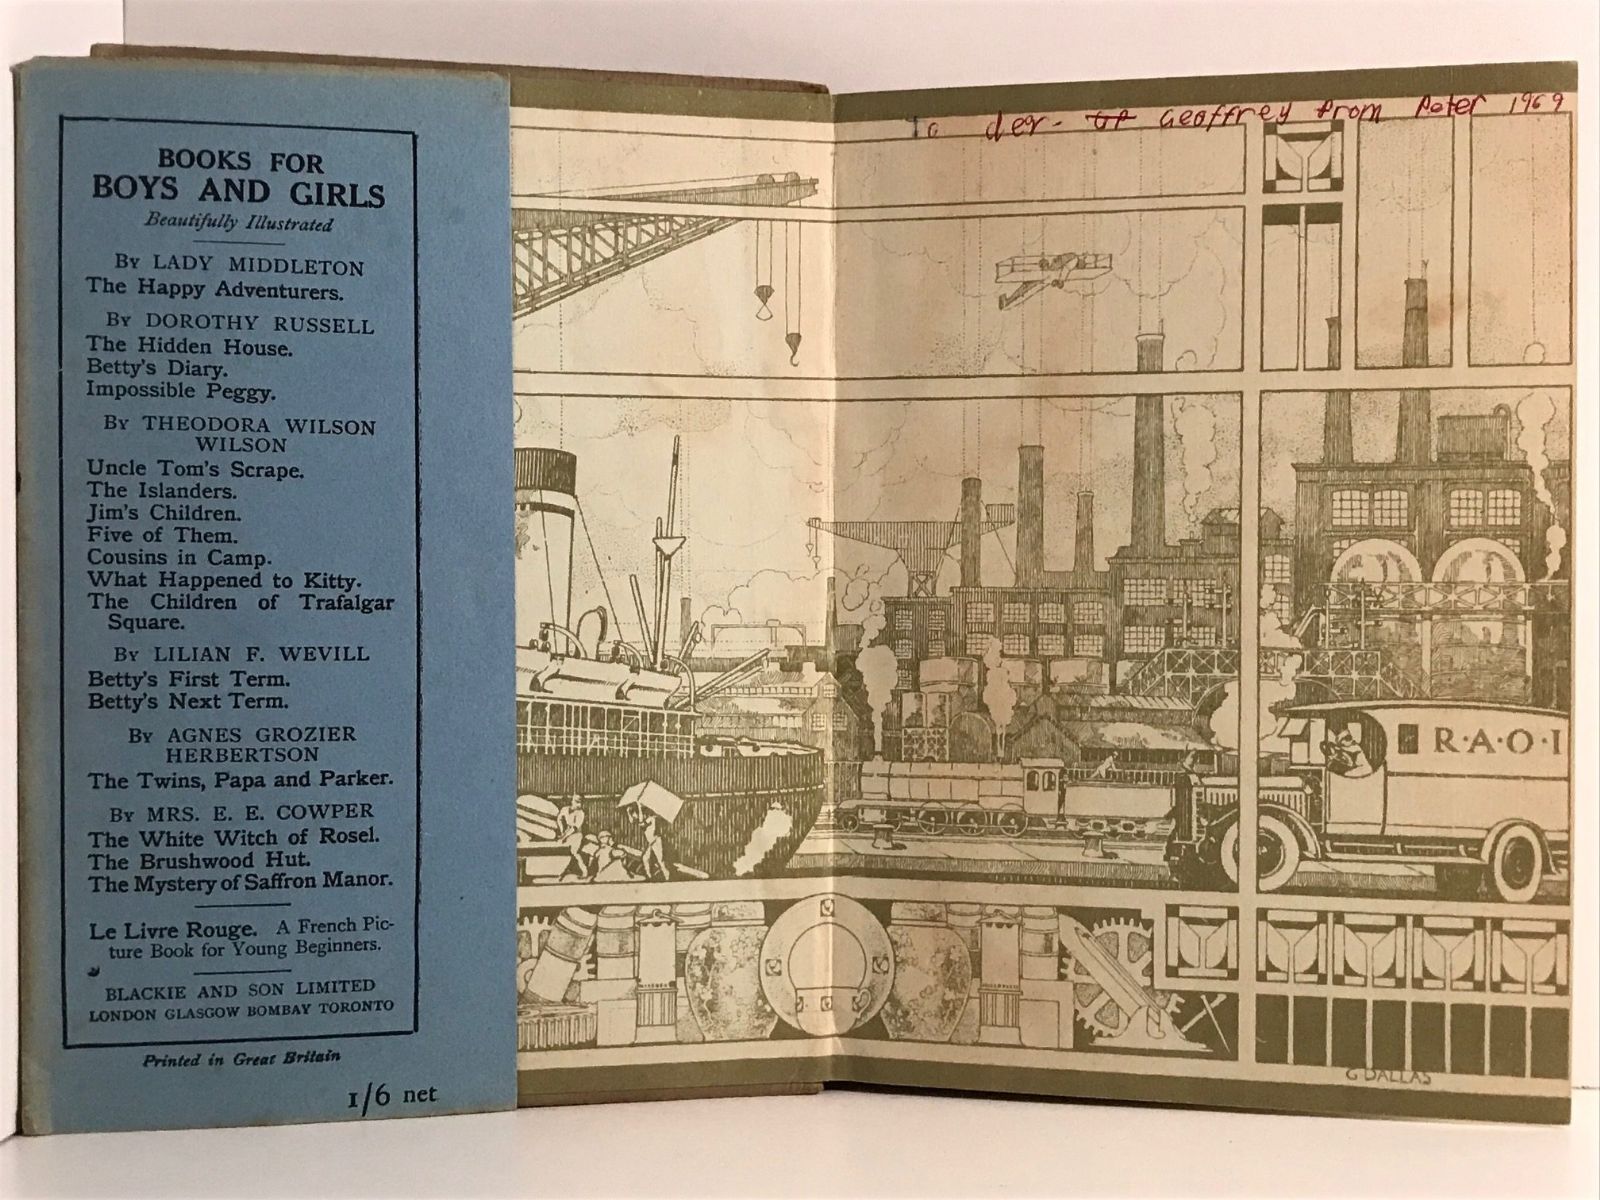 BOOKS FOR
BOYS AND GIRLS
Beautifully Illustrated
By LADY MIDDLETON
The Happy Adventurers.
By DOROTHY RUSSELL
The Hidden House.
Betty's Diary.
Impossible Peggy.
By THEODORA WILSON
WILSON
Uncle Tom's Scrape.
The Islanders.
Jim's Children.
Five of Them.
Cousins in Camp.
What Happened to Kitty.
The Children of Trafalgar
Square.
By LILIAN F. WEVILL
Betty's First Term.
Betty's Next Term.
By AGNES GROZIER
HERBERTSON
The Twins, Papa and Parker.
By MRS. E. E. COWPER
The White Witch of Rosel.
The Brushwood Hut.
The Mystery of Saffron Manor.
Le Livre Rouge. A French Pic-
ture Book for Young Beginners.
BLACKIE AND SON LIMITED
LONDON GLASGOW BOMBAY TORONTO
Printed in Great Britain
1/6 net
To der- Geoffrey from Peter 1969
R·A·O·I
G DALLAS